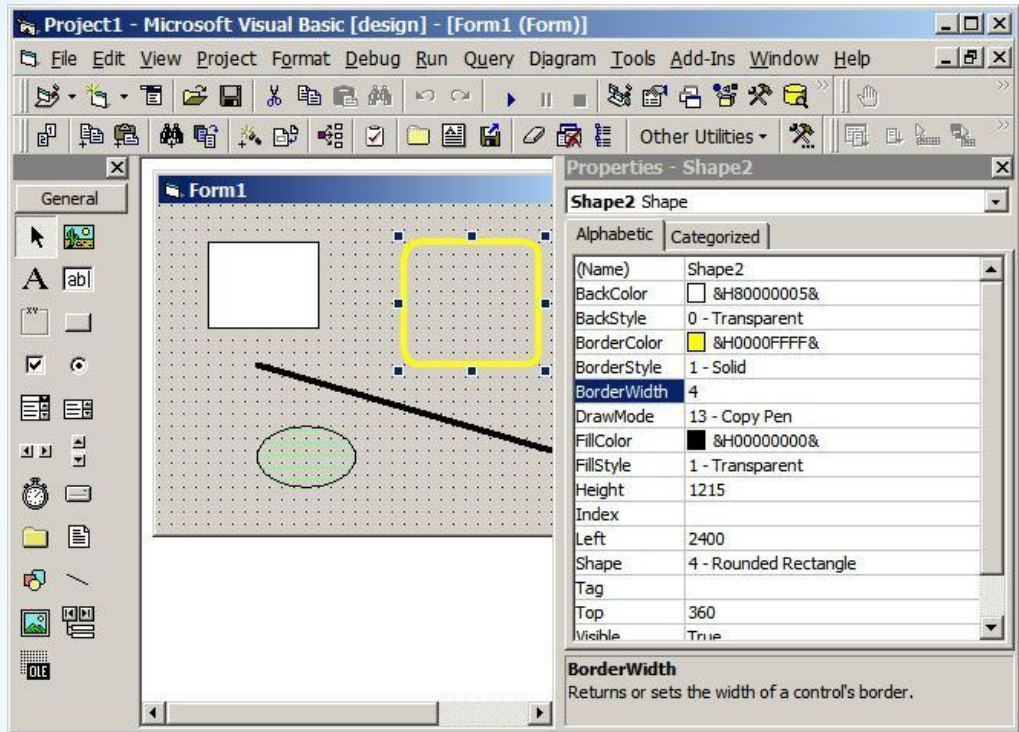 Project1 - Microsoft Visual Basic [design] - [Form1 (Form)]
File Edit View Project Format Debug Run Query Diagram Tools Add-Ins Window Help
Other Utilities
General
A
ab
XY
OLE
Form1
Properties - Shape2
Shape2 Shape
Alphabetic Categorized
(Name) Shape2
BackColor &H80000005&
BackStyle 0 - Transparent
BorderColor &H0000FFFF&
BorderStyle 1 - Solid
BorderWidth 4
DrawMode 13 - Copy Pen
FillColor &H00000000&
FillStyle 1 - Transparent
Height 1215
Index
Left 2400
Shape 4 - Rounded Rectangle
Tag
Top 360
Visible True
BorderWidth
Returns or sets the width of a control's border.